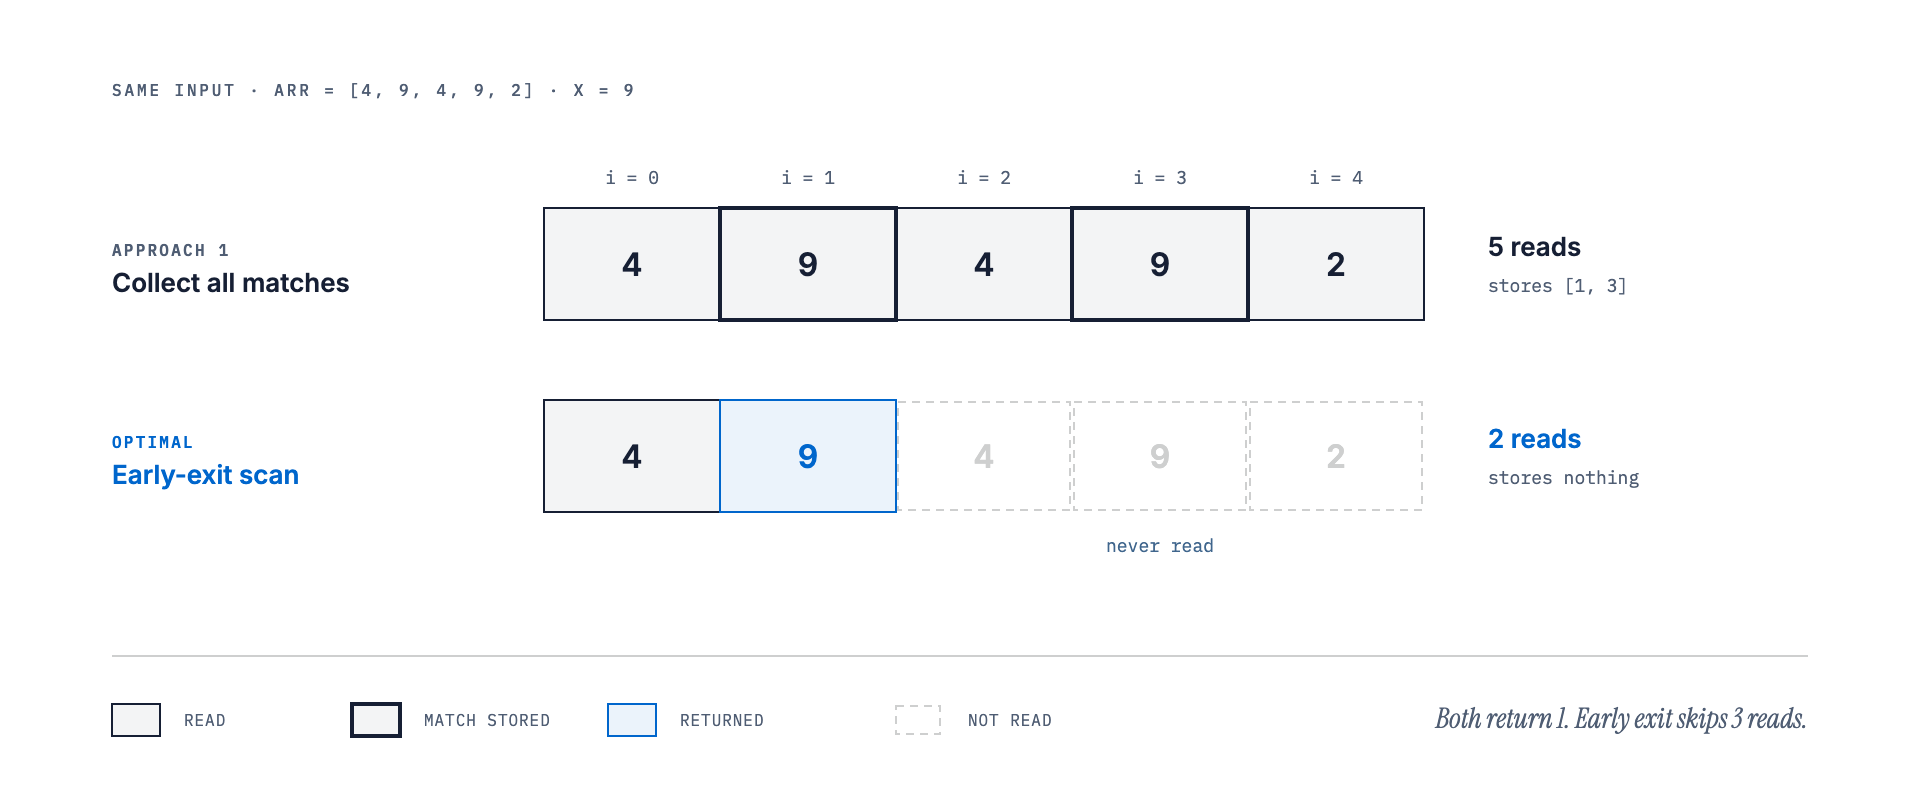 SAME INPUT · ARR = [4, 9, 4, 9, 2] · X = 9
i = 0 i = 1 i = 2 i = 3 i = 4
APPROACH 1
Collect all matches
4 9 4 9 2
5 reads
stores [1, 3]
OPTIMAL
Early-exit scan
4 9 4 9 2
2 reads
stores nothing
never read
READ MATCH STORED RETURNED NOT READ
Both return 1. Early exit skips 3 reads.